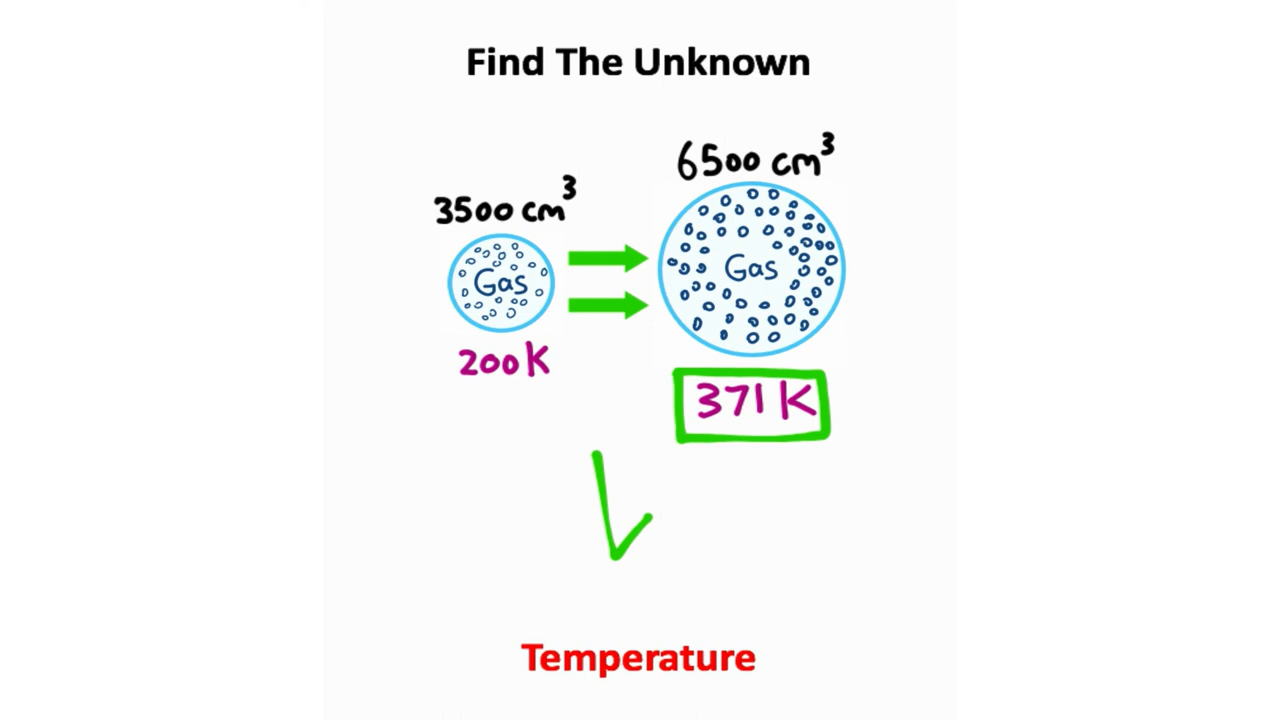 Find The Unknown
6500 cm³
3500 cm³
Gas
Gas
200 K
371 K
Temperature